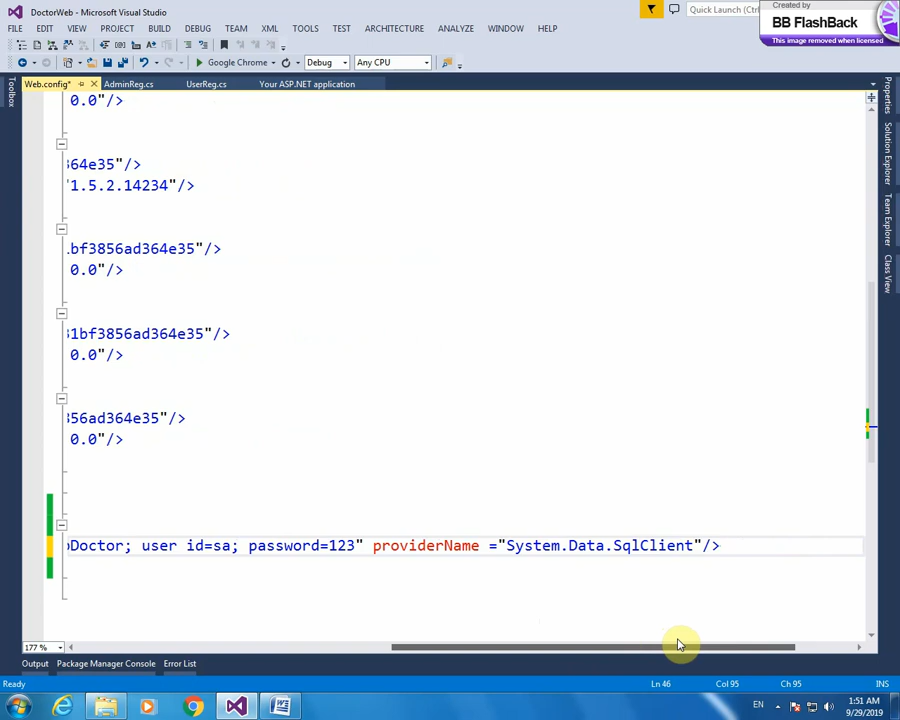 DoctorWeb - Microsoft Visual Studio
Quick Launch (Ctrl
Created by
BB FlashBack
This image removed when licensed
FILE EDIT VIEW PROJECT BUILD DEBUG TEAM XML TOOLS TEST ARCHITECTURE ANALYZE WINDOW HELP
Google Chrome Debug Any CPU
Web.config* AdminReg.cs UserReg.cs Your ASP.NET application
Toolbox
0.0"/>
364e35"/>
"1.5.2.14234"/>
.bf3856ad364e35"/>
0.0"/>
31bf3856ad364e35"/>
0.0"/>
356ad364e35"/>
0.0"/>
Doctor; user id=sa; password=123" providerName ="System.Data.SqlClient"/>
Properties
Solution Explorer
Team Explorer
Class View
177 %
Output Package Manager Console Error List
Ready Ln 46 Col 95 Ch 95 INS
EN
1:51 AM
9/29/2019